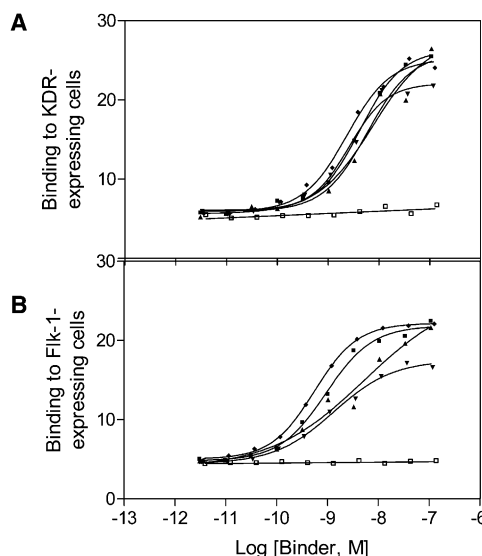 A
Binding to KDR-
expressing cells
30
20
10
B
Binding to Flk-1-
expressing cells
30
20
10
0
-13 -12 -11 -10 -9 -8 -7 -6
Log [Binder, M]